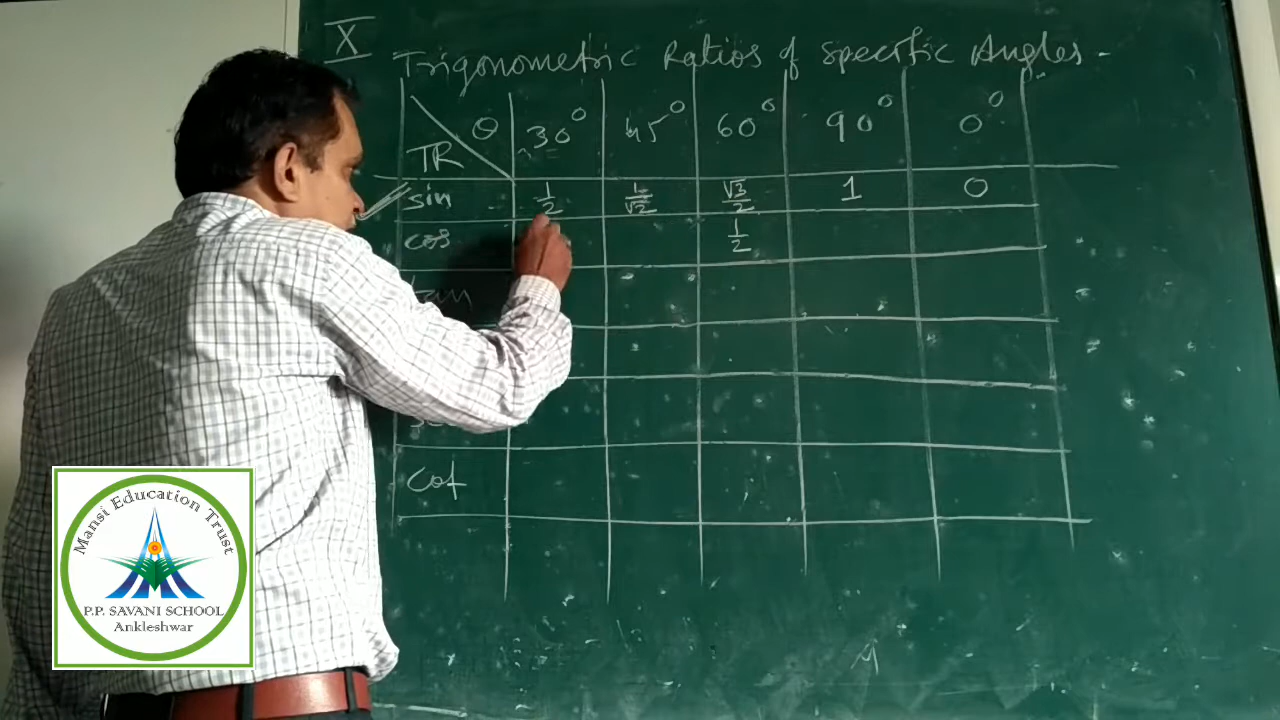 X
Trigonometric Ratios of Specific Angles -
θ TR 30° 45° 60° 90° 0°
sin 1/2 1/√2 √3/2 1 0
cos 1/2
tan
cot
Mansi Education Trust
P.P. SAVANI SCHOOL
Ankleshwar